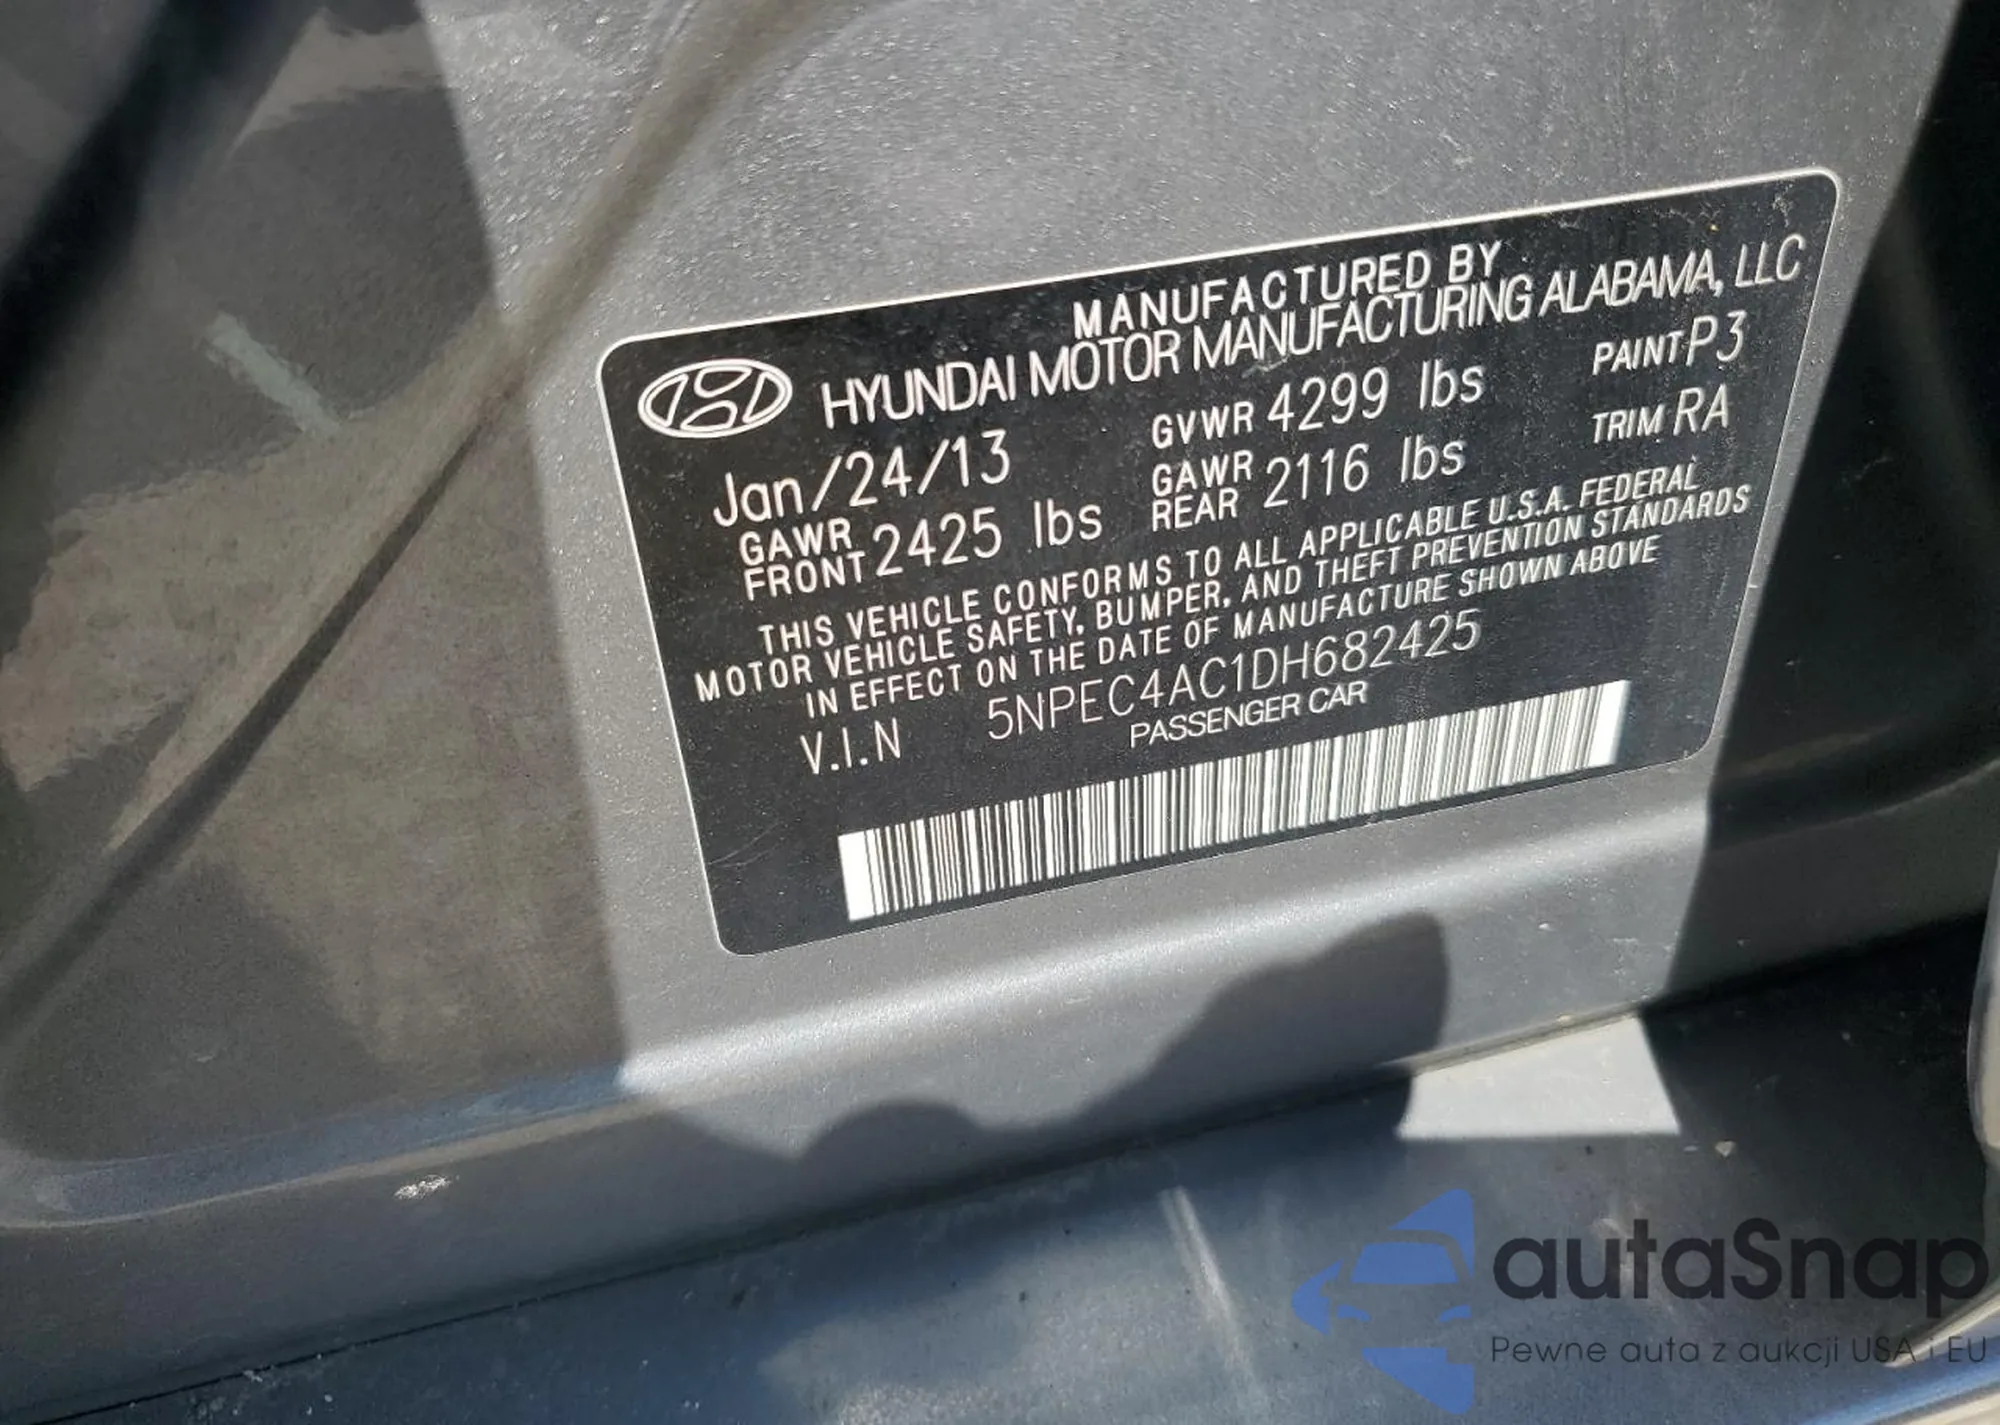 MANUFACTURED BY
HYUNDAI MOTOR MANUFACTURING ALABAMA, LLC
Jan/24/13 GVWR 4299 lbs PAINT P3
GAWR FRONT 2425 lbs GAWR REAR 2116 lbs TRIM RA
THIS VEHICLE CONFORMS TO ALL APPLICABLE U.S.A. FEDERAL
MOTOR VEHICLE SAFETY, BUMPER, AND THEFT PREVENTION STANDARDS
IN EFFECT ON THE DATE OF MANUFACTURE SHOWN ABOVE
V.I.N 5NPEC4AC1DH682425
PASSENGER CAR
autaSnap
Pewne auta z aukcji USA i EU